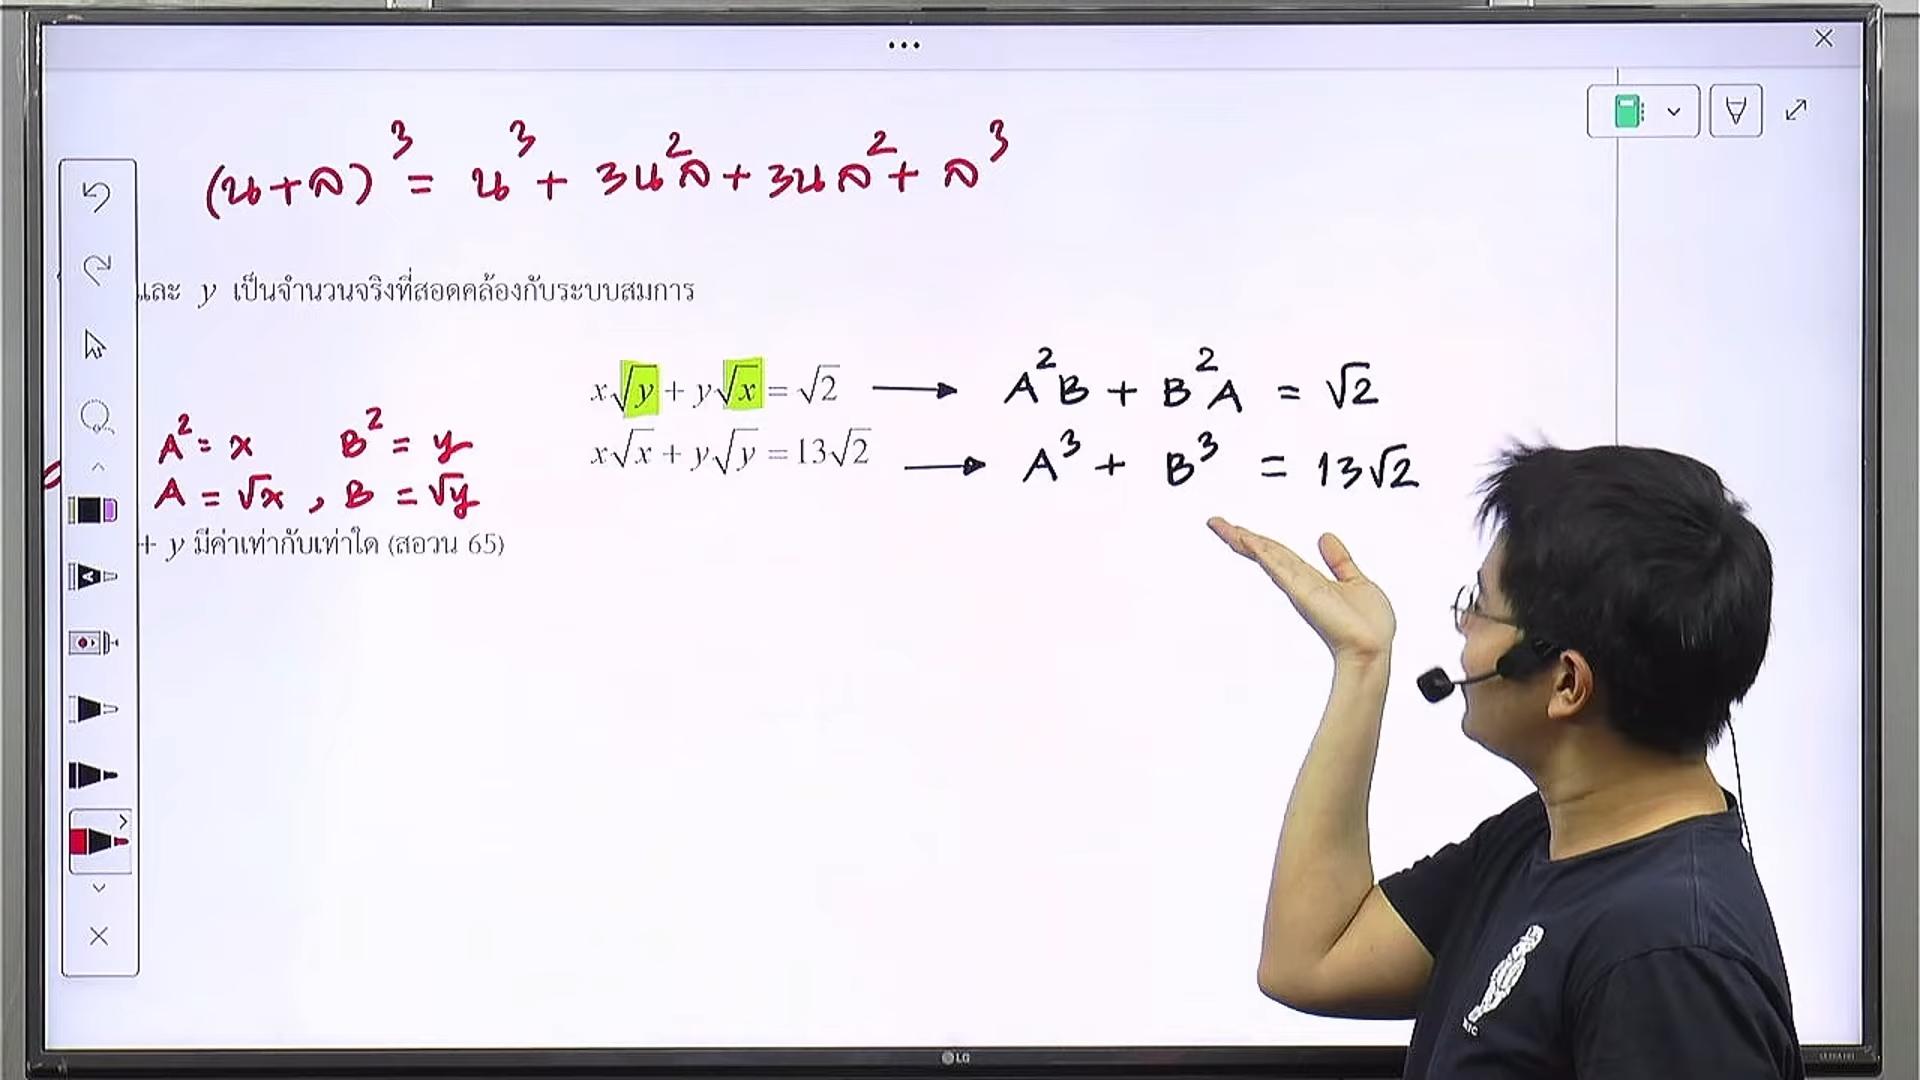 (น+ล)³ = น³ + 3น²ล + 3นล² + ล³
และ y เป็นจำนวนจริงที่สอดคล้องกับระบบสมการ
x√y + y√x = √2 → A²B + B²A = √2
x√x + y√y = 13√2 → A³ + B³ = 13√2
A² = x B² = y
A = √x , B = √y
+ y มีค่าเท่ากับเท่าใด (สอวน 65)
LG